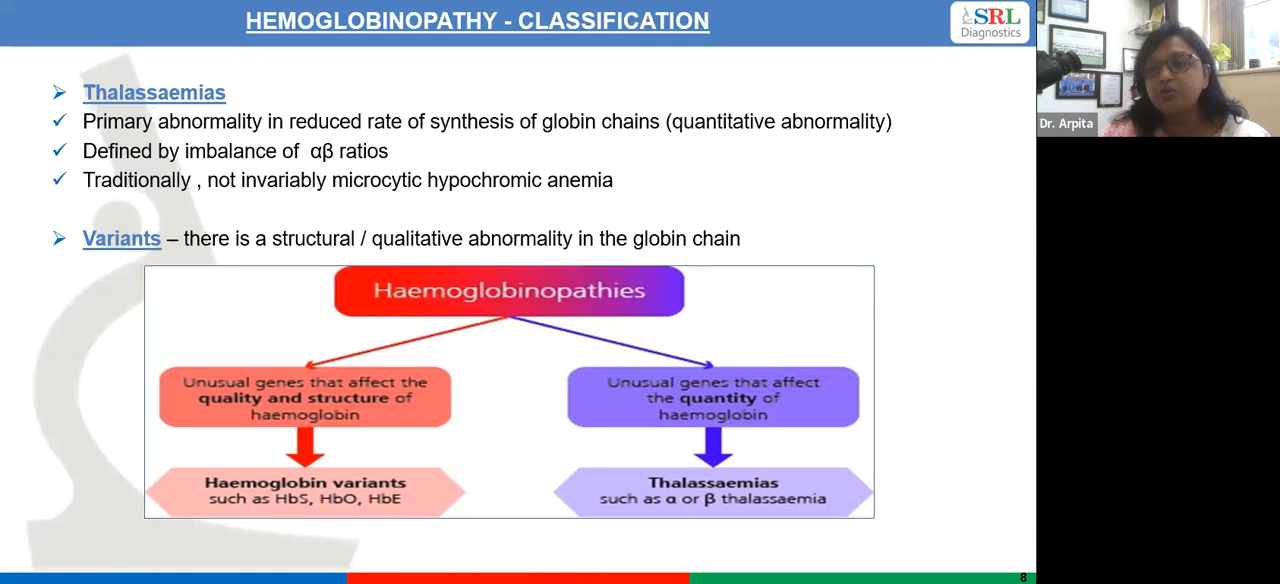 HEMOGLOBINOPATHY - CLASSIFICATION
SRL
Diagnostics
Thalassaemias
Primary abnormality in reduced rate of synthesis of globin chains (quantitative abnormality)
Defined by imbalance of αβ ratios
Traditionally , not invariably microcytic hypochromic anemia
Variants – there is a structural / qualitative abnormality in the globin chain
Haemoglobinopathies
Unusual genes that affect the
quality and structure of
haemoglobin
Unusual genes that affect
the quantity of
haemoglobin
Haemoglobin variants
such as HbS, HbO, HbE
Thalassaemias
such as α or β thalassaemia
8
Dr. Arpita